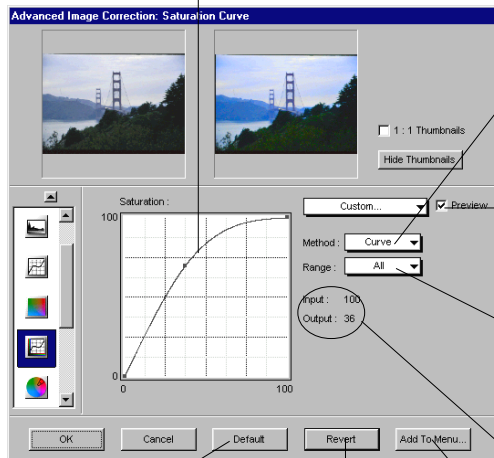 Advanced Image Correction: Saturation Curve
1 : 1 Thumbnails
Hide Thumbnails
Saturation :
100
0
0
100
Custom...
Preview
Method :
Curve
Range :
All
Input : 100
Output : 36
OK
Cancel
Default
Revert
Add To Menu...